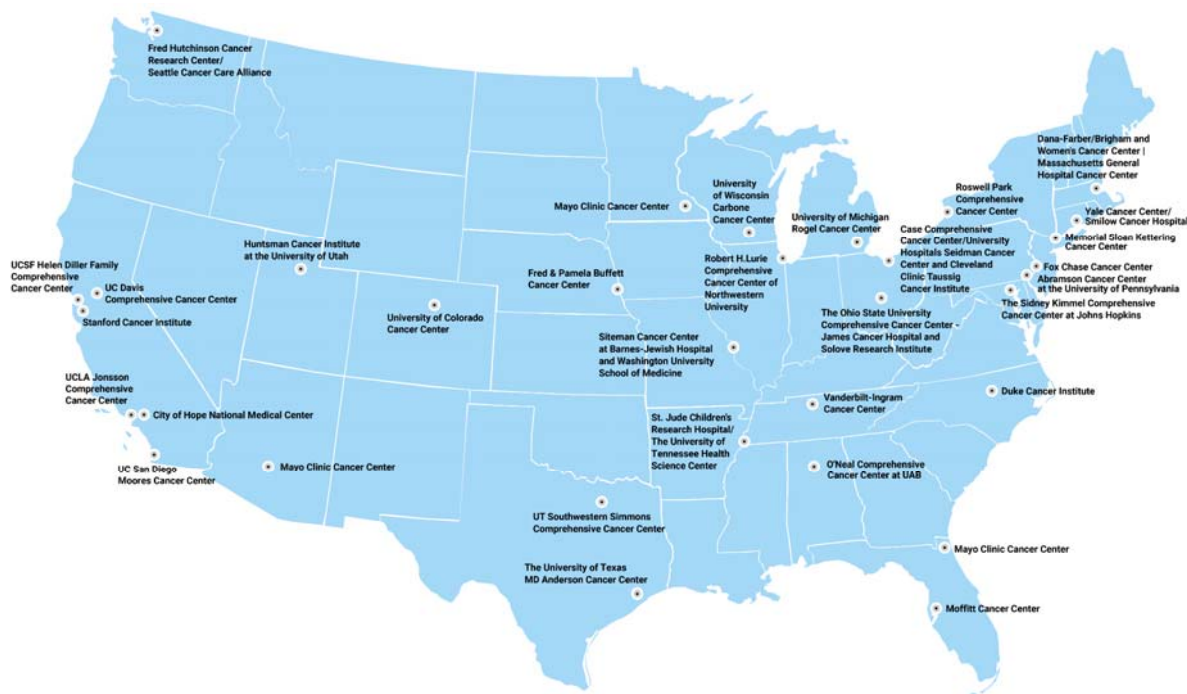 Fred Hutchinson Cancer
Research Center/
Seattle Cancer Care Alliance
Dana-Farber/Brigham and
Women's Cancer Center |
Massachusetts General
Hospital Cancer Center
Mayo Clinic Cancer Center
University
of Wisconsin
Carbone
Cancer Center
University of Michigan
Rogel Cancer Center
Roswell Park
Comprehensive
Cancer Center
Yale Cancer Center/
Smilow Cancer Hospital
Memorial Sloan Kettering
Cancer Center
Huntsman Cancer Institute
at the University of Utah
Case Comprehensive
Cancer Center/University
Hospitals Seidman Cancer
Center and Cleveland
Clinic Taussig
Cancer Institute
UCSF Helen Diller Family
Comprehensive
Cancer Center
UC Davis
Comprehensive Cancer Center
Stanford Cancer Institute
Fred & Pamela Buffett
Cancer Center
Robert H.Lurie
Comprehensive
Cancer Center of
Northwestern
University
Fox Chase Cancer Center
Abramson Cancer Center
at the University of Pennsylvania
The Sidney Kimmel Comprehensive
Cancer Center at Johns Hopkins
University of Colorado
Cancer Center
The Ohio State University
Comprehensive Cancer Center -
James Cancer Hospital and
Solove Research Institute
Siteman Cancer Center
at Barnes-Jewish Hospital
and Washington University
School of Medicine
UCLA Jonsson
Comprehensive
Cancer Center
City of Hope National Medical Center
Duke Cancer Institute
Vanderbilt-Ingram
Cancer Center
St. Jude Children's
Research Hospital/
The University of
Tennessee Health
Science Center
UC San Diego
Moores Cancer Center
Mayo Clinic Cancer Center
O'Neal Comprehensive
Cancer Center at UAB
UT Southwestern Simmons
Comprehensive Cancer Center
Mayo Clinic Cancer Center
The University of Texas
MD Anderson Cancer Center
Moffitt Cancer Center